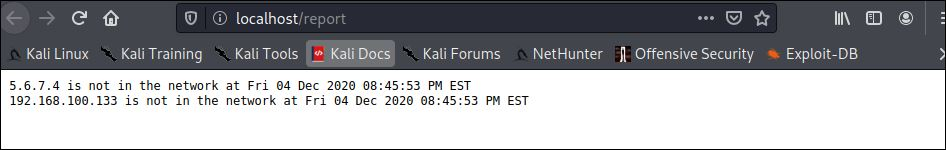 localhost/report
Kali Linux Kali Training Kali Tools Kali Docs Kali Forums NetHunter Offensive Security Exploit-DB
5.6.7.4 is not in the network at Fri 04 Dec 2020 08:45:53 PM EST
192.168.100.133 is not in the network at Fri 04 Dec 2020 08:45:53 PM EST